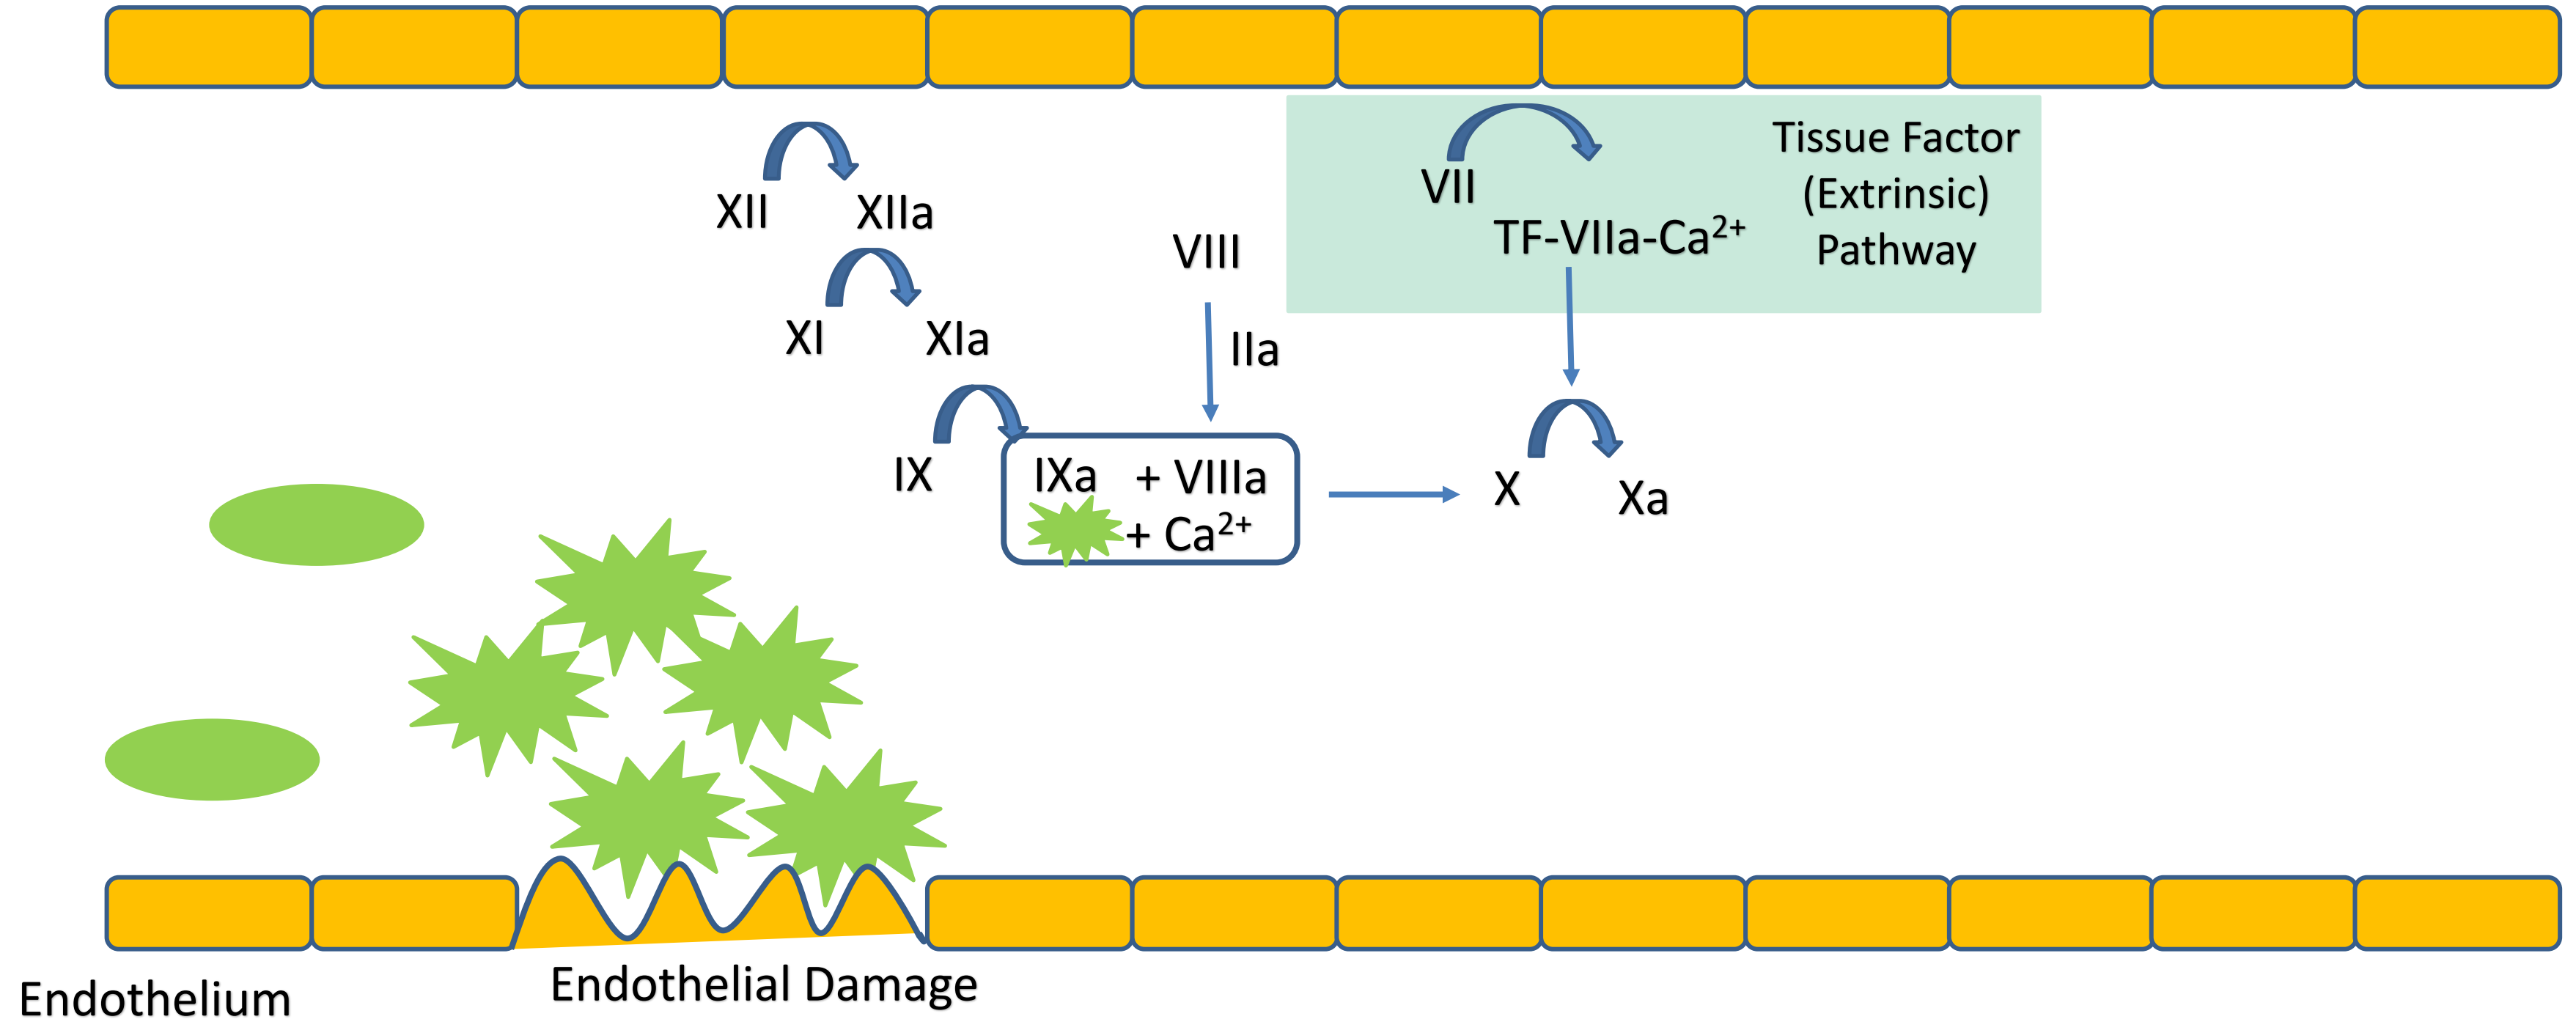 XII
XIIa
XI
XIa
IX
VIII
IIa
IXa + VIIIa
+ Ca²⁺
VII
TF-VIIa-Ca²⁺
Tissue Factor
(Extrinsic)
Pathway
X
Xa
Endothelium
Endothelial Damage